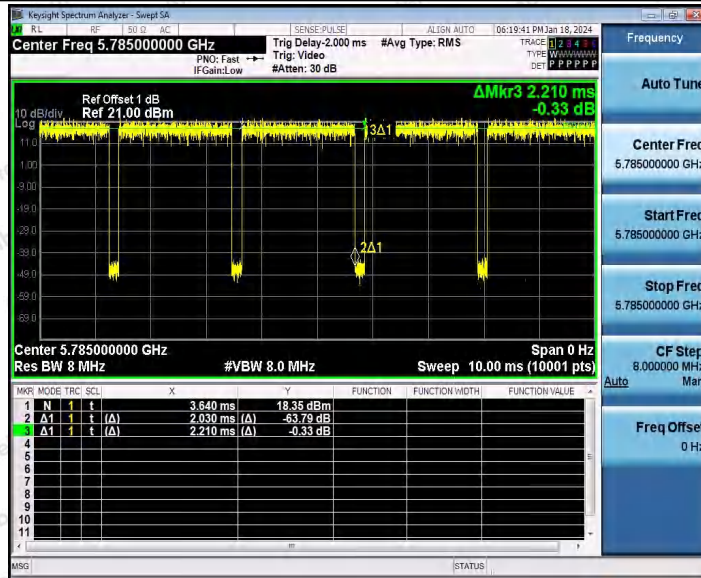 Keysight Spectrum Analyzer - Swept SA
RL RF 50 Ω AC SENSE:PULSE ALIGN AUTO 06:19:41 PM Jan 18, 2024
Center Freq 5.785000000 GHz
PNO: Fast
IFGain:Low
Trig Delay-2.000 ms
Trig: Video
#Atten: 30 dB
#Avg Type: RMS
TRACE 1 2 3 4 5 6
TYPE W
DET P P P P P P
ΔMkr3 2.210 ms
-0.33 dB
Ref Offset 1 dB
10 dB/div Ref 21.00 dBm
Log
11.0
1.00
-9.00
-19.0
-29.0
-39.0
-49.0
-59.0
-69.0
3Δ1
2Δ1
Center 5.785000000 GHz Span 0 Hz
Res BW 8 MHz #VBW 8.0 MHz Sweep 10.00 ms (10001 pts)
MKR MODE TRC SCL X Y FUNCTION FUNCTION WIDTH FUNCTION VALUE
1 N 1 t 3.640 ms 18.35 dBm
2 Δ1 1 t (Δ) 2.030 ms (Δ) -63.79 dB
3 Δ1 1 t (Δ) 2.210 ms (Δ) -0.33 dB
4
5
6
7
8
9
10
11
MSG STATUS
Frequency
Auto Tune
Center Freq
5.785000000 GHz
Start Freq
5.785000000 GHz
Stop Freq
5.785000000 GHz
CF Step
8.000000 MHz
Auto Man
Freq Offset
0 Hz